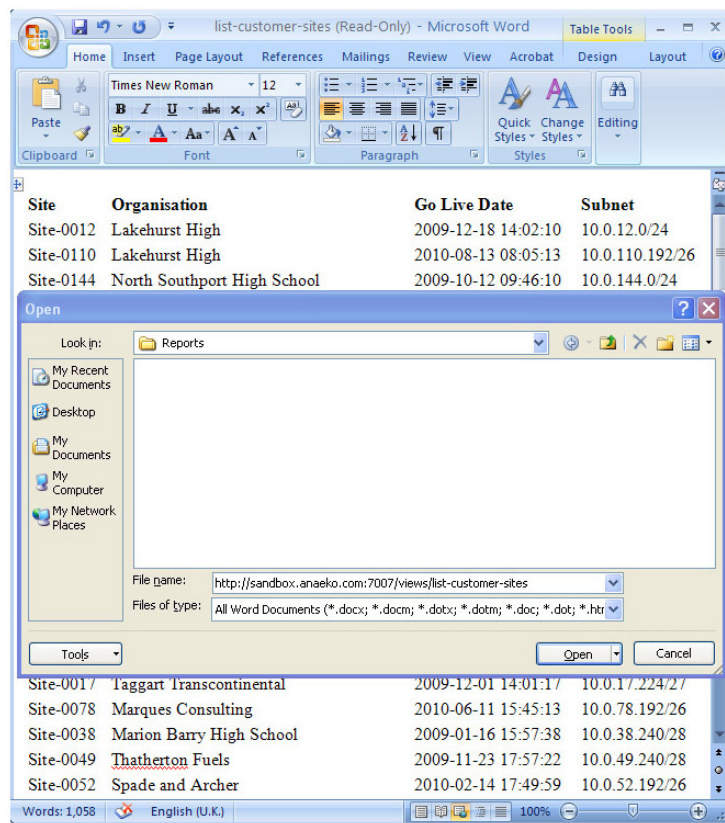 list-customer-sites (Read-Only) - Microsoft Word Table Tools
Home Insert Page Layout References Mailings Review View Acrobat Design Layout
Times New Roman 12
B I U abe X₂ X² Aa A A
Paste
Quick Styles Change Styles Editing
Clipboard Font Paragraph Styles
Site Organisation Go Live Date Subnet
Site-0012 Lakehurst High 2009-12-18 14:02:10 10.0.12.0/24
Site-0110 Lakehurst High 2010-08-13 08:05:13 10.0.110.192/26
Site-0144 North Southport High School 2009-10-12 09:46:10 10.0.144.0/24
Open
Look in: Reports
My Recent
Documents
Desktop
My
Documents
My
Computer
My Network
Places
File name: http://sandbox.anaeko.com:7007/views/list-customer-sites
Files of type: All Word Documents (*.docx; *.docm; *.dotx; *.dotm; *.doc; *.dot; *.htr
Tools Open Cancel
Site-0017 Taggart Transcontinental 2009-12-01 14:01:17 10.0.17.224/27
Site-0078 Marques Consulting 2010-06-11 15:45:13 10.0.78.192/26
Site-0038 Marion Barry High School 2009-01-16 15:57:38 10.0.38.240/28
Site-0049 Thatherton Fuels 2009-11-23 17:57:22 10.0.49.240/28
Site-0052 Spade and Archer 2010-02-14 17:49:59 10.0.52.192/26
Words: 1,058 English (U.K.) 100%